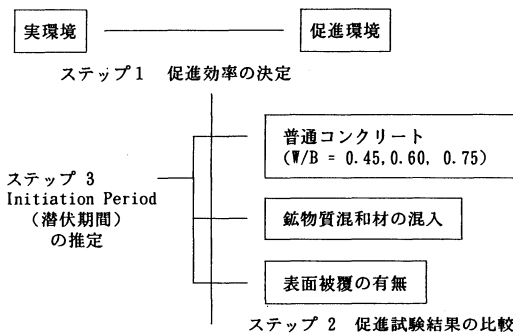 実環境
促進環境
ステップ1 促進効率の決定
普通コンクリート
(W/B = 0.45,0.60, 0.75)
ステップ 3
Initiation Period
(潜伏期間)
の推定
鉱物質混和材の混入
表面被覆の有無
ステップ 2 促進試験結果の比較